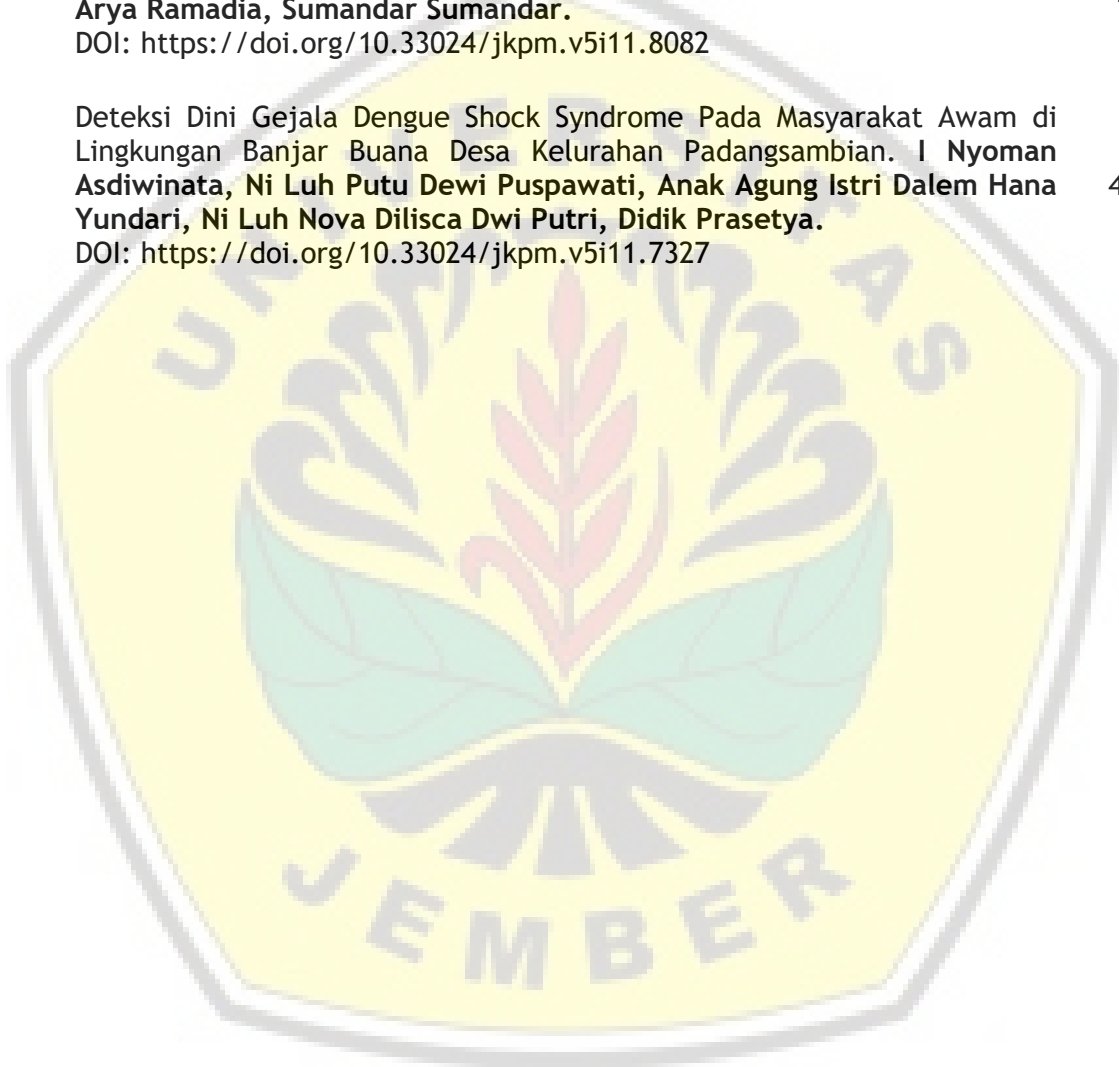 Arya Ramadia, Sumandar Sumandar.
DOI: https://doi.org/10.33024/jkpm.v5i11.8082
Deteksi Dini Gejala Dengue Shock Syndrome Pada Masyarakat Awam di
Lingkungan Banjar Buana Desa Kelurahan Padangsambian. I Nyoman
Asdiwinata, Ni Luh Putu Dewi Puspawati, Anak Agung Istri Dalem Hana
Yundari, Ni Luh Nova Dilisca Dwi Putri, Didik Prasetya.
DOI: https://doi.org/10.33024/jkpm.v5i11.7327
UNIVERSITAS
JEMBER